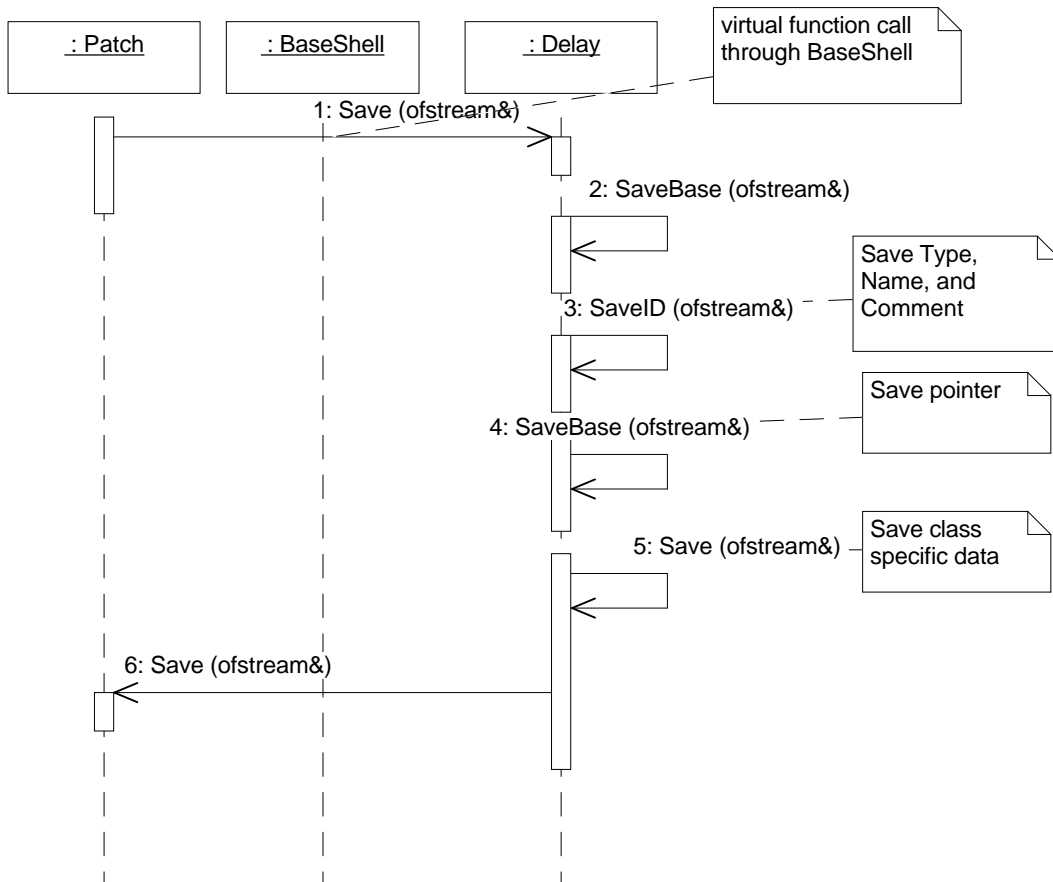 : Patch
: BaseShell
: Delay
virtual function call
through BaseShell
1: Save (ofstream&)
2: SaveBase (ofstream&)
Save Type,
Name, and
Comment
3: SaveID (ofstream&)
Save pointer
4: SaveBase (ofstream&)
Save class
specific data
5: Save (ofstream&)
6: Save (ofstream&)